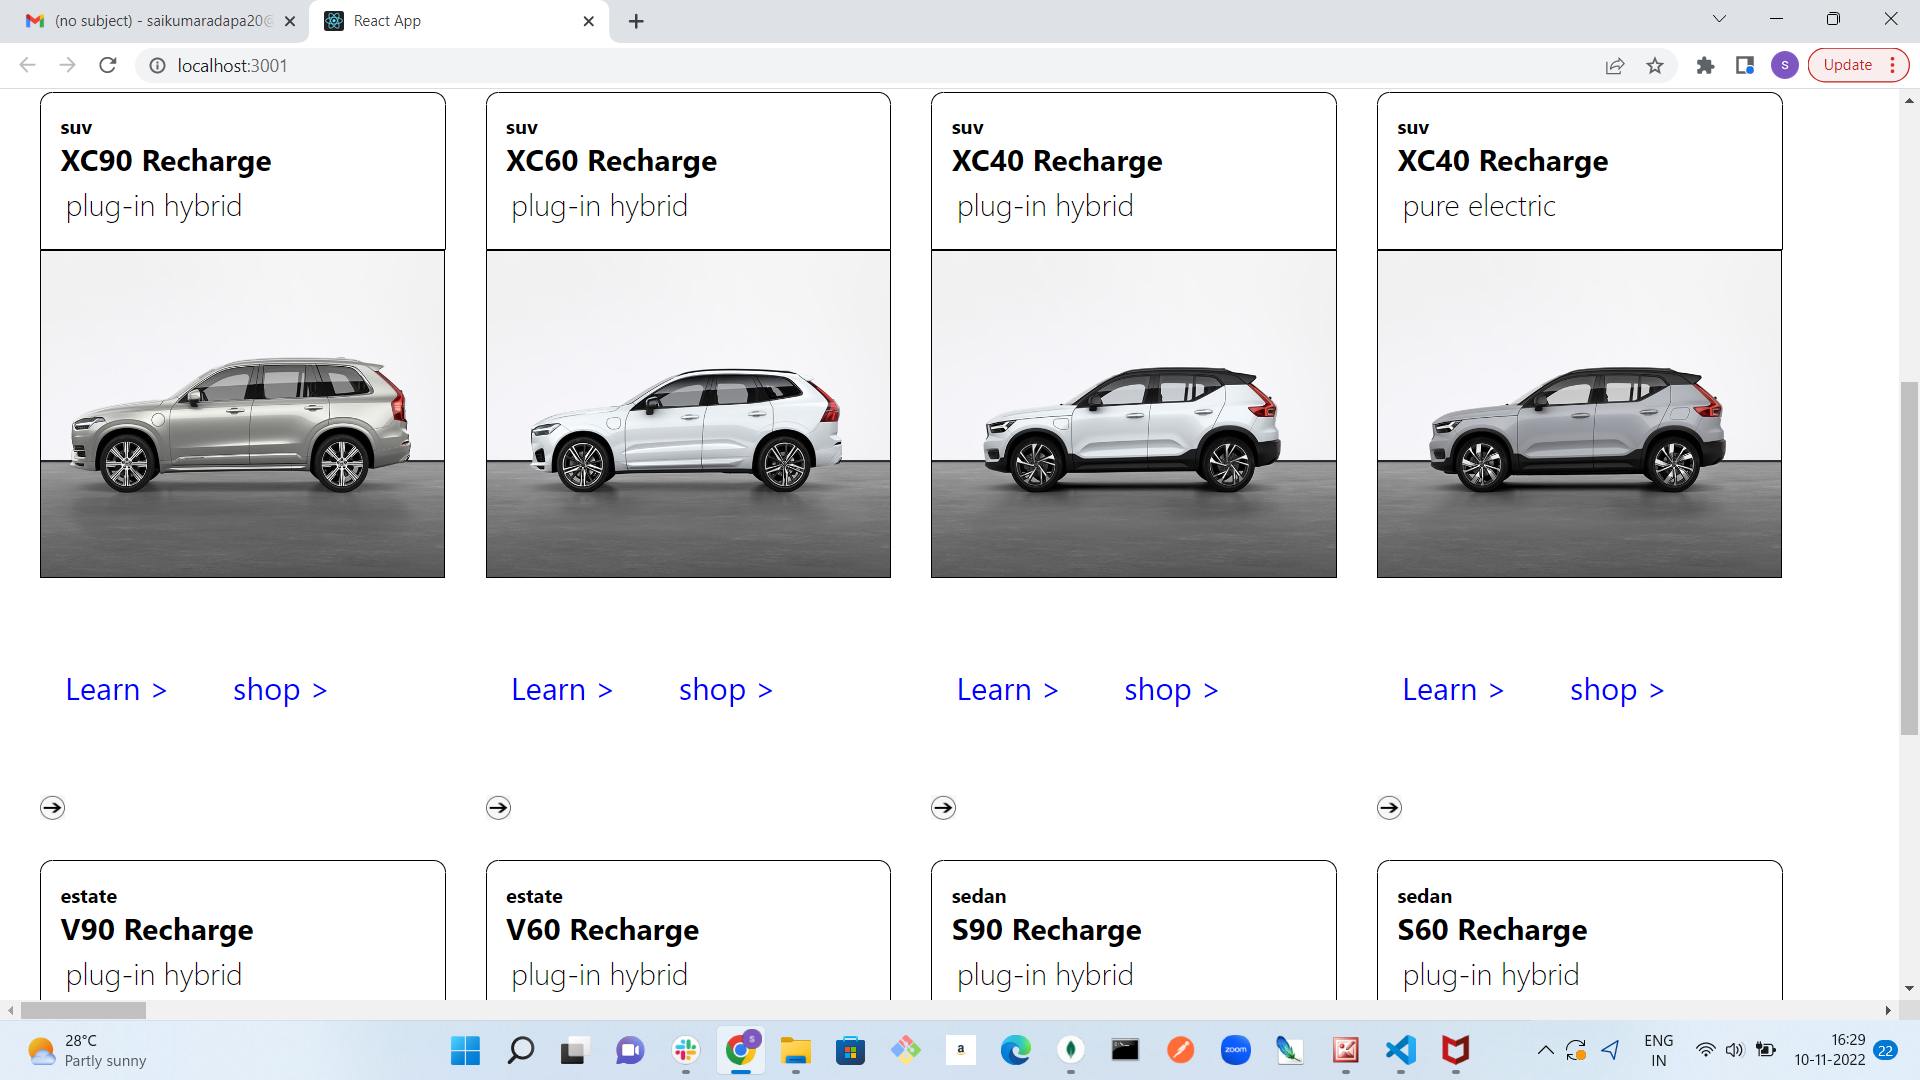 (no subject) - saikumaradapa20@
React App
localhost:3001
S
Update
suv
XC90 Recharge
plug-in hybrid
suv
XC60 Recharge
plug-in hybrid
suv
XC40 Recharge
plug-in hybrid
suv
XC40 Recharge
pure electric
Learn > shop >
Learn > shop >
Learn > shop >
Learn > shop >
estate
V90 Recharge
plug-in hybrid
estate
V60 Recharge
plug-in hybrid
sedan
S90 Recharge
plug-in hybrid
sedan
S60 Recharge
plug-in hybrid
28°C
Partly sunny
S
a
zoom
ENG
IN
16:29
10-11-2022
22